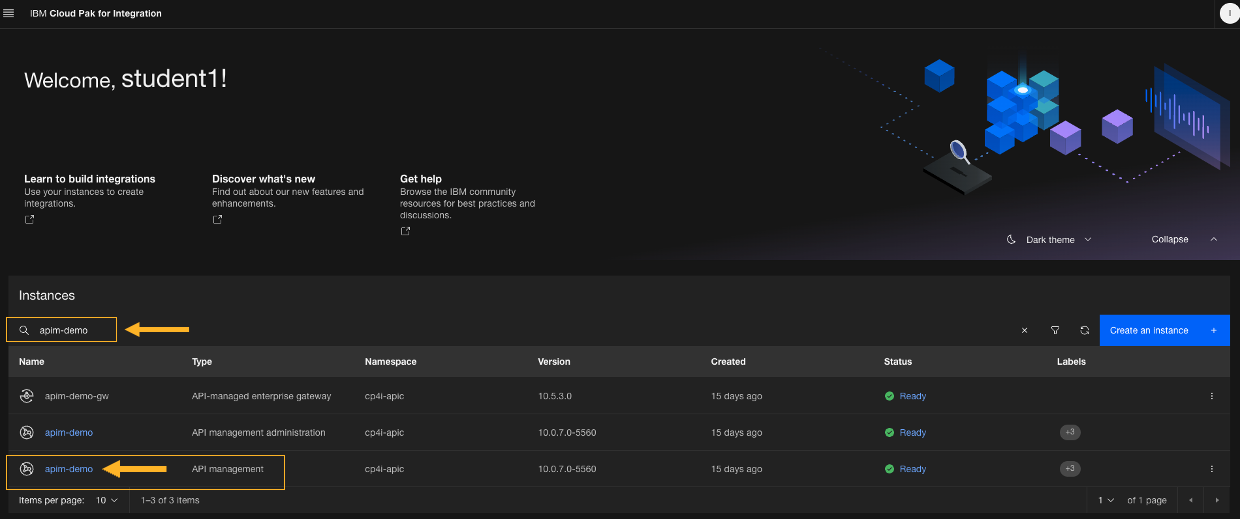 IBM Cloud Pak for Integration
I
Welcome, student1!
Learn to build integrations
Use your instances to create
integrations.
Discover what's new
Find out about our new features and
enhancements.
Get help
Browse the IBM community
resources for best practices and
discussions.
Dark theme
Collapse
Instances
apim-demo
Create an instance +
Name Type Namespace Version Created Status Labels
apim-demo-gw API-managed enterprise gateway cp4i-apic 10.5.3.0 15 days ago Ready
apim-demo API management administration cp4i-apic 10.0.7.0-5560 15 days ago Ready +3
apim-demo API management cp4i-apic 10.0.7.0-5560 15 days ago Ready +3
Items per page: 10 1–3 of 3 items 1 of 1 page